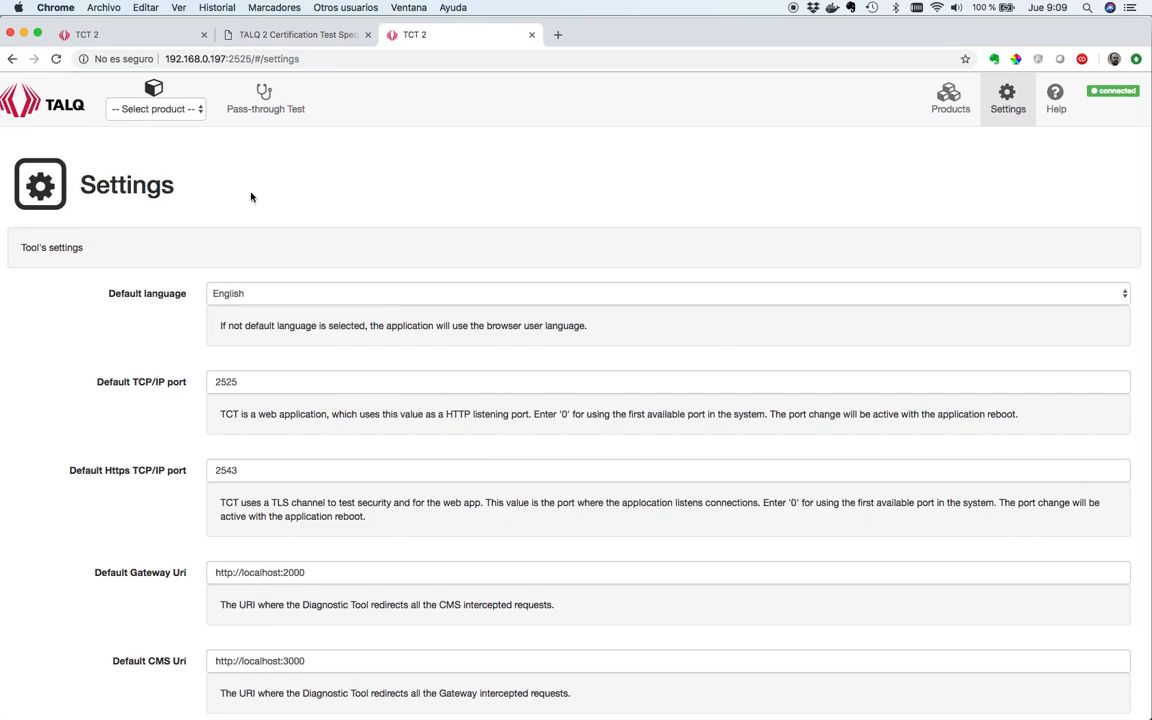 Chrome Archivo Editar Ver Historial Marcadores Otros usuarios Ventana Ayuda 100 % Jue 9:09
TCT 2 TALQ 2 Certification Test Spec TCT 2
No es seguro 192.168.0.197:2525/#/settings
TALQ -- Select product -- Pass-through Test Products Settings Help connected
Settings
Tool's settings
Default language English
If not default language is selected, the application will use the browser user language.
Default TCP/IP port 2525
TCT is a web application, which uses this value as a HTTP listening port. Enter '0' for using the first available port in the system. The port change will be active with the application reboot.
Default Https TCP/IP port 2543
TCT uses a TLS channel to test security and for the web app. This value is the port where the applocation listens connections. Enter '0' for using the first available port in the system. The port change will be
active with the application reboot.
Default Gateway Uri http://localhost:2000
The URI where the Diagnostic Tool redirects all the CMS intercepted requests.
Default CMS Uri http://localhost:3000
The URI where the Diagnostic Tool redirects all the Gateway intercepted requests.